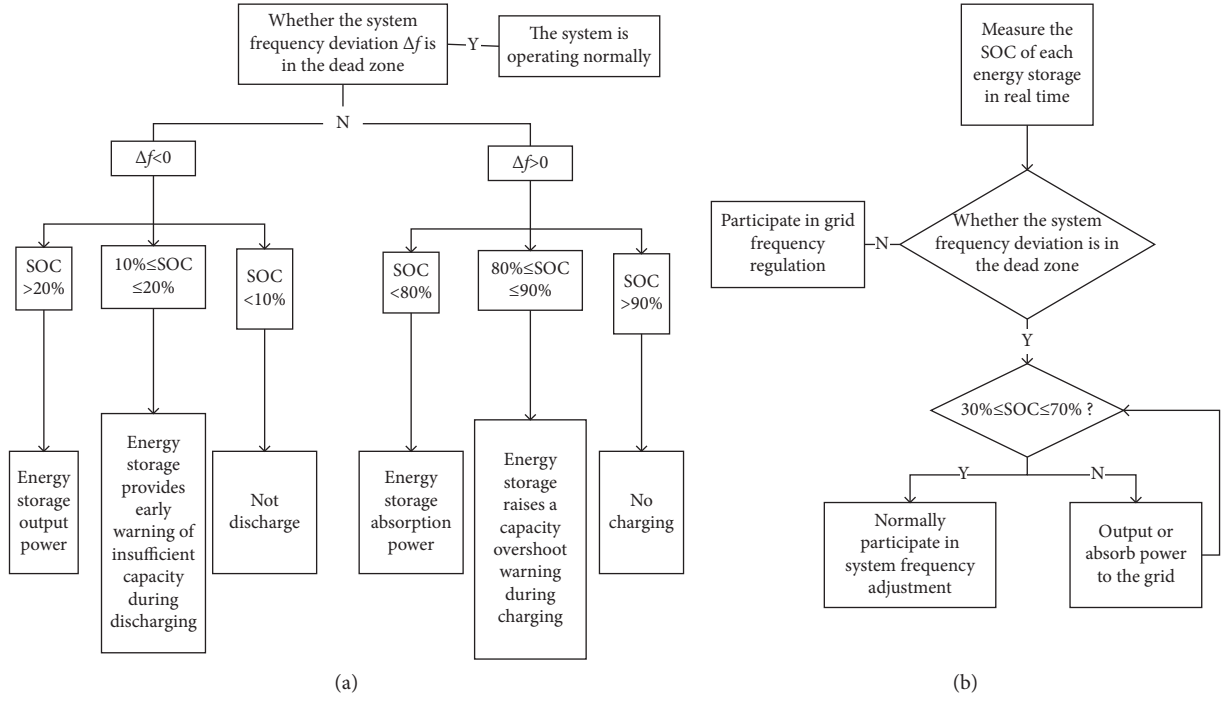 Whether the system
frequency deviation Δf is
in the dead zone
Y
The system is
operating normally
N
Δf<0
Δf>0
SOC
>20%
10%≤SOC
≤20%
SOC
<10%
SOC
<80%
80%≤SOC
≤90%
SOC
>90%
Energy
storage
output
power
Energy
storage
provides
early
warning of
insufficient
capacity
during
discharging
Not
discharge
Energy
storage
absorption
power
Energy
storage
raises a
capacity
overshoot
warning
during
charging
No
charging
(a)
Measure the
SOC of each
energy storage
in real time
Whether the system
frequency deviation is in
the dead zone
N
Participate in grid
frequency
regulation
Y
30%≤SOC≤70% ?
Y
N
Normally
participate in
system frequency
adjustment
Output or
absorb power
to the grid
(b)